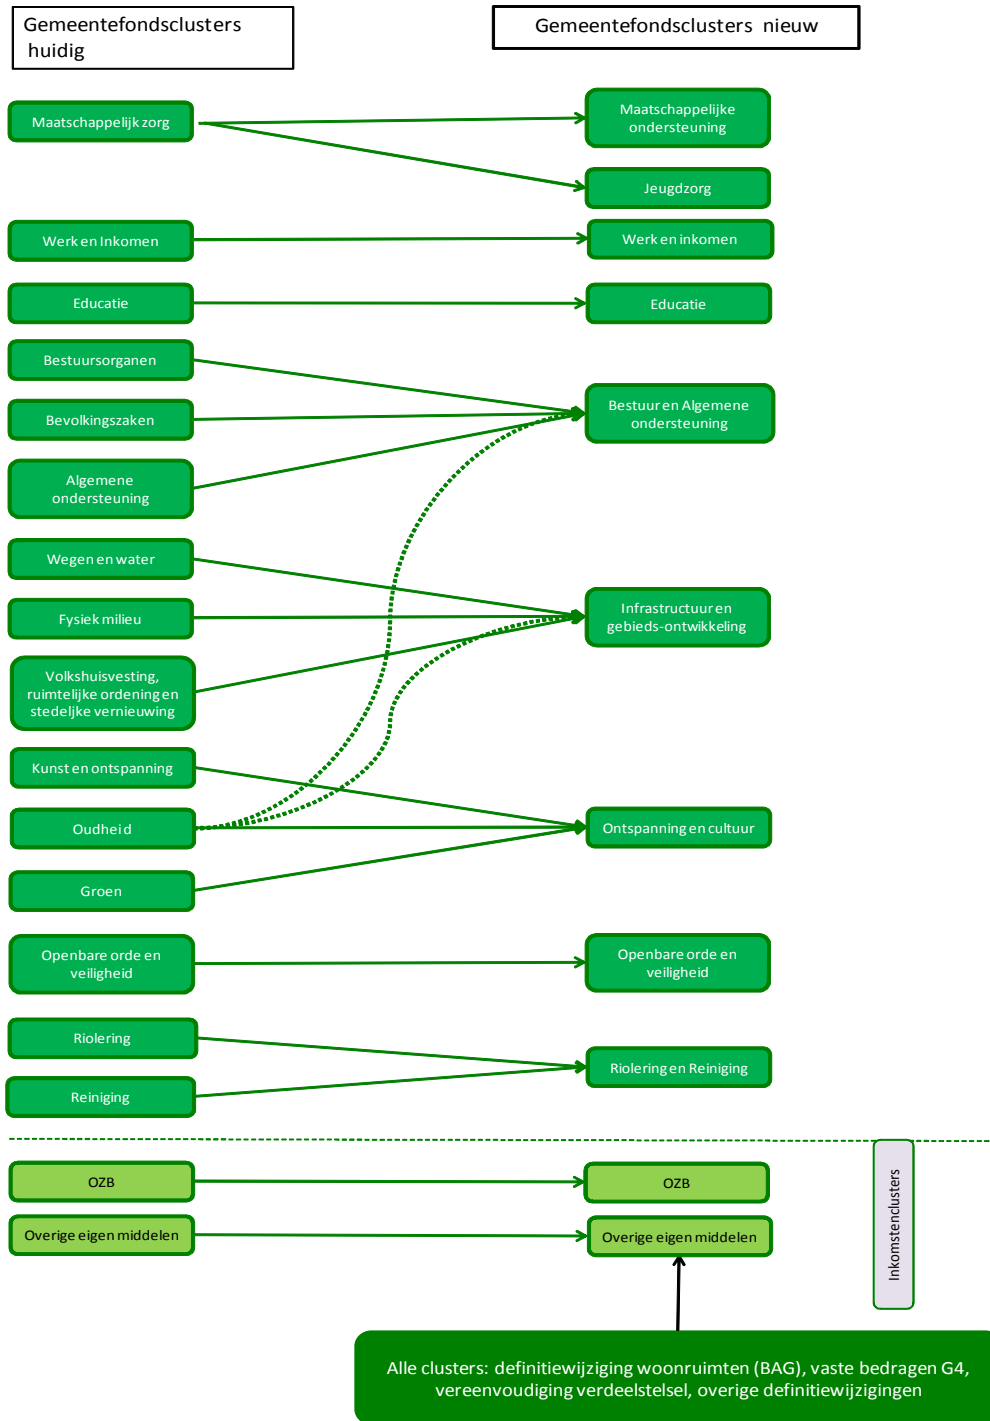 Gemeentefondsclusters
huidig
Gemeentefondsclusters nieuw
Maatschappelijk zorg
Maatschappelijke
ondersteuning
Jeugdzorg
Werk en Inkomen
Werk en inkomen
Educatie
Educatie
Bestuursorganen
Bevolkingszaken
Algemene
ondersteuning
Bestuur en Algemene
ondersteuning
Wegen en water
Fysiek milieu
Volkshuisvesting,
ruimtelijke ordening en
stedeljke vernieuwing
Infrastructuur en
gebieds-ontwikkeling
Kunst en ontspanning
Oudheid
Groen
Ontspanning en cultuur
Openbare orde en
veiligheid
Openbare orde en
veiligheid
Riolering
Reiniging
Riolering en Reiniging
OZB
OZB
Overige eigen middelen
Overige eigen middelen
Inkomstenclusters
Alle clusters: definitiewijziging woonruimten (BAG), vaste bedragen G4,
vereenvoudiging verdeelstelsel, overige definitiewijzigingen